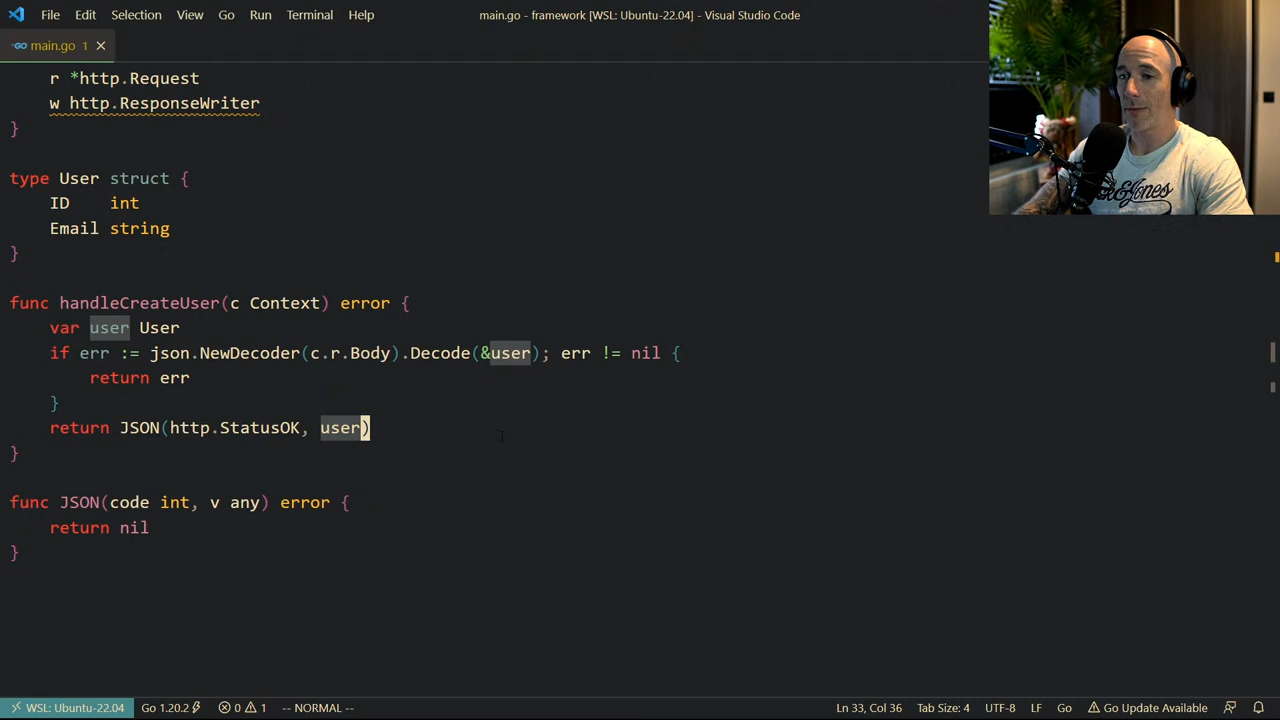 File Edit Selection View Go Run Terminal Help main.go - framework [WSL: Ubuntu-22.04] - Visual Studio Code
main.go 1
r *http.Request
w http.ResponseWriter
}
type User struct {
ID int
Email string
}
func handleCreateUser(c Context) error {
var user User
if err := json.NewDecoder(c.r.Body).Decode(&user); err != nil {
return err
}
return JSON(http.StatusOK, user)
}
func JSON(code int, v any) error {
return nil
}
WSL: Ubuntu-22.04 Go 1.20.2 0 1 -- NORMAL -- Ln 33, Col 36 Tab Size: 4 UTF-8 LF Go Go Update Available